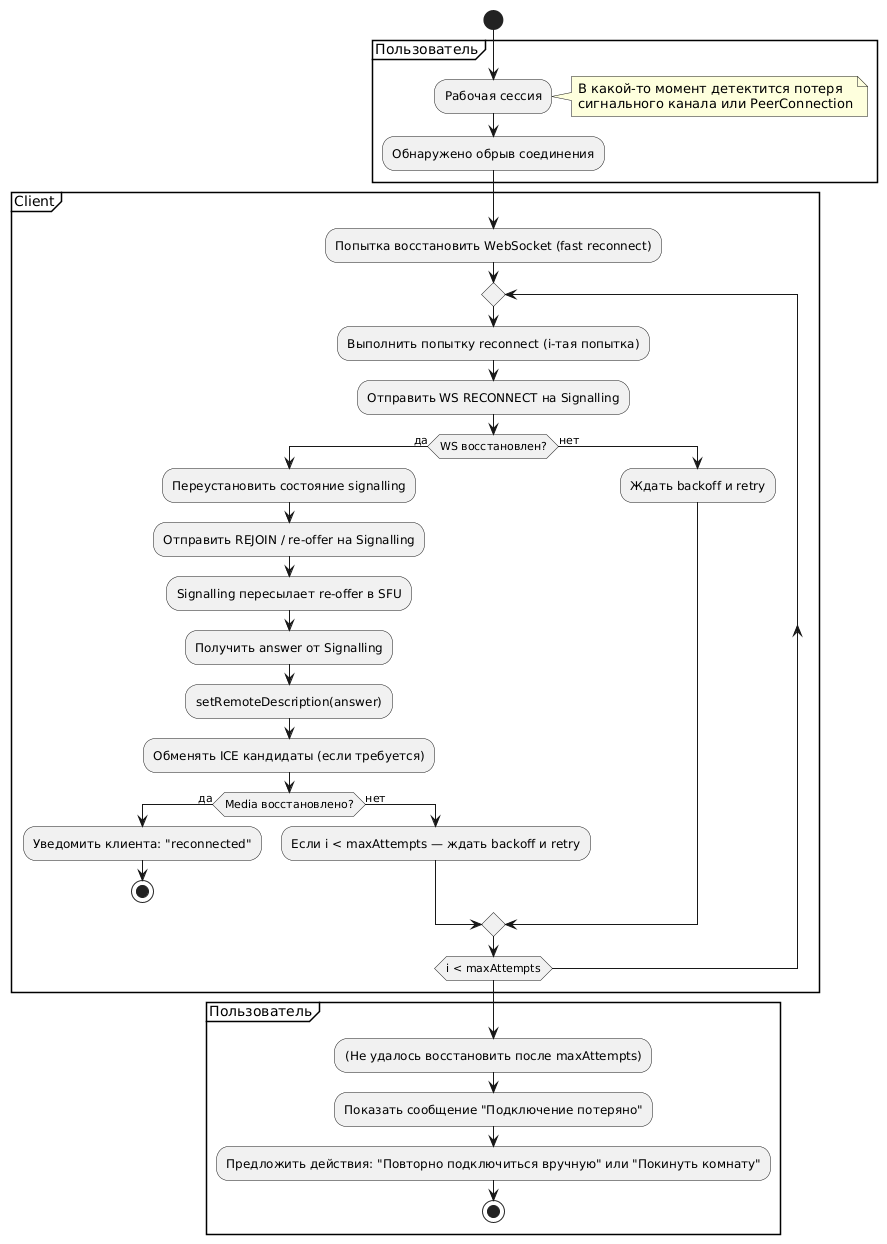 Пользователь
Рабочая сессия
В какой-то момент детектится потеря
сигнального канала или PeerConnection
Обнаружено обрыв соединения
Client
Попытка восстановить WebSocket (fast reconnect)
Выполнить попытку reconnect (i-тая попытка)
Отправить WS RECONNECT на Signalling
да
WS восстановлен?
нет
Переустановить состояние signalling
Ждать backoff и retry
Отправить REJOIN / re-offer на Signalling
Signalling пересылает re-offer в SFU
Получить answer от Signalling
setRemoteDescription(answer)
Обменять ICE кандидаты (если требуется)
да
Media восстановлено?
нет
Уведомить клиента: "reconnected"
Если i < maxAttempts — ждать backoff и retry
i < maxAttempts
Пользователь
(Не удалось восстановить после maxAttempts)
Показать сообщение "Подключение потеряно"
Предложить действия: "Повторно подключиться вручную" или "Покинуть комнату"